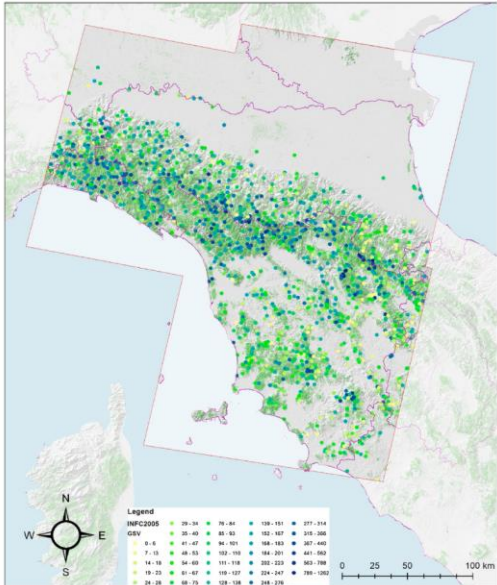 N
W E
S
Legend
INFC2005
GSV
0 - 6
7 - 13
14 - 18
19 - 23
24 - 28
29 - 34
35 - 40
41 - 47
48 - 53
54 - 60
61 - 67
68 - 75
76 - 84
85 - 93
94 - 101
102 - 110
111 - 118
119 - 127
128 - 138
139 - 151
152 - 167
168 - 183
184 - 201
202 - 223
224 - 247
248 - 276
277 - 314
315 - 366
367 - 440
441 - 562
563 - 788
789 - 1262
0 25 50 100 km